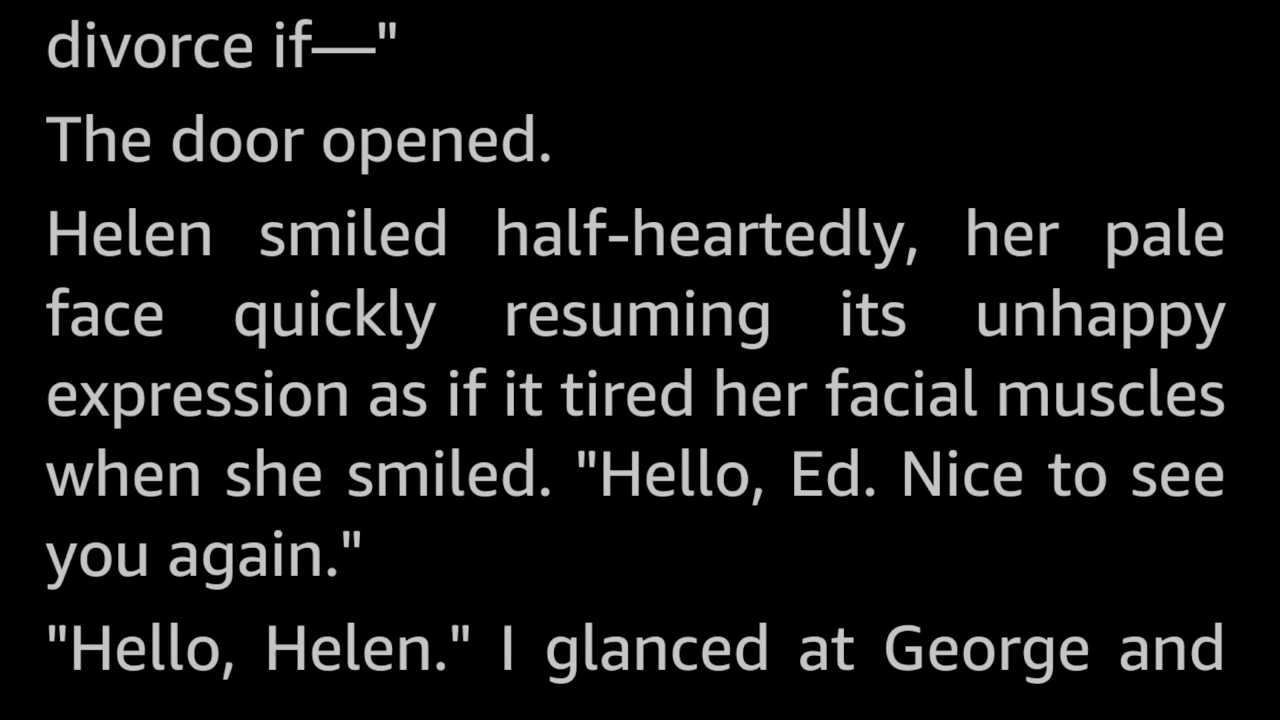 divorce if—"
The door opened.
Helen smiled half-heartedly, her pale
face quickly resuming its unhappy
expression as if it tired her facial muscles
when she smiled. "Hello, Ed. Nice to see
you again."
"Hello, Helen." I glanced at George and